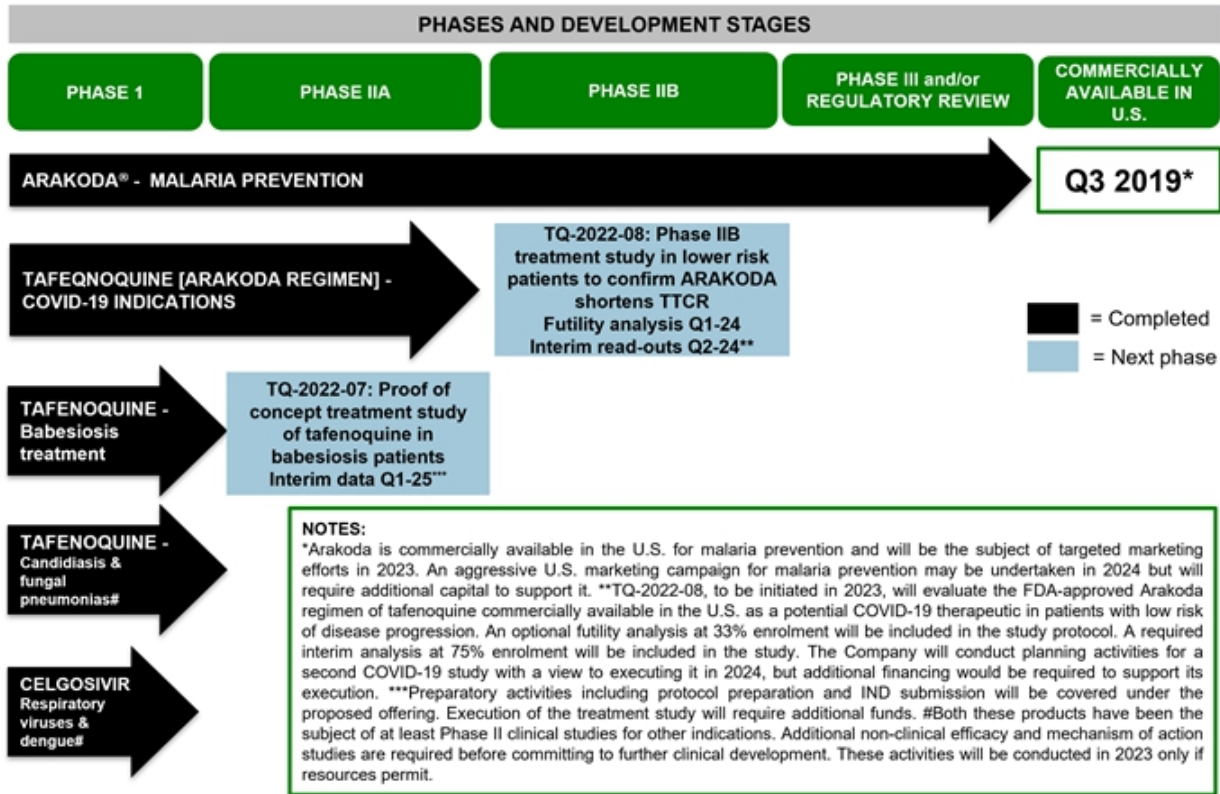 PHASES AND DEVELOPMENT STAGES
PHASE 1
PHASE IIA
PHASE IIB
PHASE III and/or
REGULATORY REVIEW
COMMERCIALLY
AVAILABLE IN
U.S.
ARAKODA® - MALARIA PREVENTION
Q3 2019*
TAFEQNOQUINE [ARAKODA REGIMEN] -
COVID-19 INDICATIONS
TQ-2022-08: Phase IIB
treatment study in lower risk
patients to confirm ARAKODA
shortens TTCR
Futility analysis Q1-24
Interim read-outs Q2-24**
= Completed
= Next phase
TAFENOQUINE -
Babesiosis
treatment
TQ-2022-07: Proof of
concept treatment study
of tafenoquine in
babesiosis patients
Interim data Q1-25***
TAFENOQUINE -
Candidiasis &
fungal
pneumonias#
CELGOSIVIR
Respiratory
viruses &
dengue#
NOTES:
*Arakoda is commercially available in the U.S. for malaria prevention and will be the subject of targeted marketing
efforts in 2023. An aggressive U.S. marketing campaign for malaria prevention may be undertaken in 2024 but will
require additional capital to support it. **TQ-2022-08, to be initiated in 2023, will evaluate the FDA-approved Arakoda
regimen of tafenoquine commercially available in the U.S. as a potential COVID-19 therapeutic in patients with low risk
of disease progression. An optional futility analysis at 33% enrolment will be included in the study protocol. A required
interim analysis at 75% enrolment will be included in the study. The Company will conduct planning activities for a
second COVID-19 study with a view to executing it in 2024, but additional financing would be required to support its
execution. ***Preparatory activities including protocol preparation and IND submission will be covered under the
proposed offering. Execution of the treatment study will require additional funds. #Both these products have been the
subject of at least Phase II clinical studies for other indications. Additional non-clinical efficacy and mechanism of action
studies are required before committing to further clinical development. These activities will be conducted in 2023 only if
resources permit.